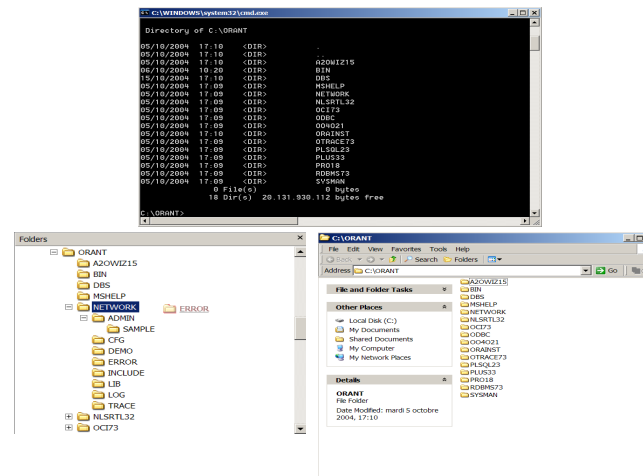 C:\WINDOWS\system32\cmd.exe
Directory of C:\ORANT
05/10/2004 17:10 <DIR> .
05/10/2004 17:10 <DIR> ..
05/10/2004 17:10 <DIR> A2OWIZ15
06/10/2004 10:20 <DIR> BIN
15/10/2004 17:10 <DIR> DBS
05/10/2004 17:09 <DIR> MSHELP
05/10/2004 17:09 <DIR> NETWORK
05/10/2004 17:09 <DIR> NLSRTL32
05/10/2004 17:09 <DIR> OCI73
05/10/2004 17:09 <DIR> ODBC
05/10/2004 17:09 <DIR> OO4O21
05/10/2004 17:10 <DIR> ORAINST
05/10/2004 17:09 <DIR> OTRACE73
05/10/2004 17:09 <DIR> PLSQL23
05/10/2004 17:09 <DIR> PLUS33
05/10/2004 17:09 <DIR> PRO18
05/10/2004 17:09 <DIR> RDBMS73
05/10/2004 17:09 <DIR> SYSMAN
0 File(s) 0 bytes
18 Dir(s) 20.131.930.112 bytes free
C:\ORANT>
Folders
ORANT
A2OWIZ15
BIN
DBS
MSHELP
NETWORK
ERROR
ADMIN
SAMPLE
CFG
DEMO
ERROR
INCLUDE
LIB
LOG
TRACE
NLSRTL32
OCI73
C:\ORANT
File Edit View Favorites Tools Help
Back Search Folders
Address C:\ORANT Go
File and Folder Tasks
Other Places
Local Disk (C:)
My Documents
Shared Documents
My Computer
My Network Places
Details
ORANT
File Folder
Date Modified: mardi 5 octobre
2004, 17:10
A2OWIZ15
BIN
DBS
MSHELP
NETWORK
NLSRTL32
OCI73
ODBC
OO4O21
ORAINST
OTRACE73
PLSQL23
PLUS33
PRO18
RDBMS73
SYSMAN